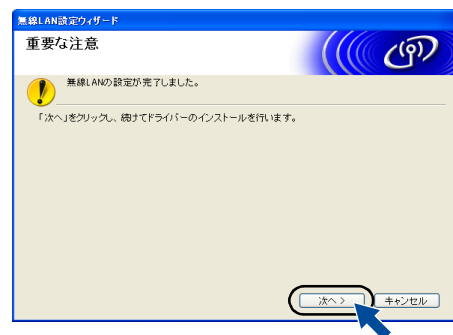 無線LAN設定ウィザード
重要な注意
無線LANの設定が完了しました。
「次へ」をクリックし、続けてドライバーのインストールを行います。
次へ >
キャンセル